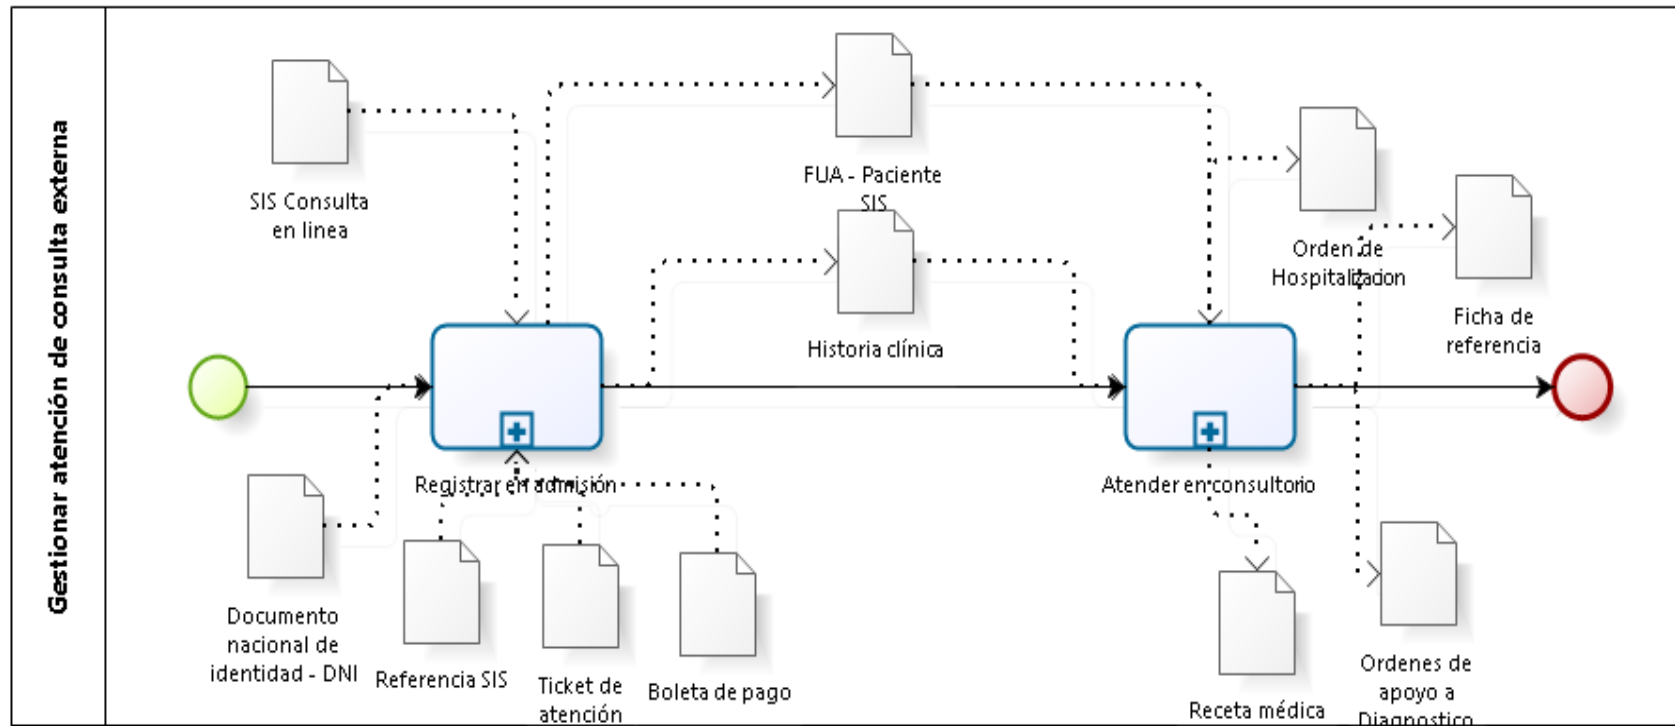 Gestionar atención de consulta externa
SIS Consulta
en linea
FUA - Paciente
SIS
Historia clínica
Orden de
Hospitalizacion
Ficha de
referencia
Registrar en admisión
Atender en consultorio
Documento
nacional de
identidad - DNI
Referencia SIS
Ticket de
atención
Boleta de pago
Receta médica
Ordenes de
apoyo a
Diagnostico